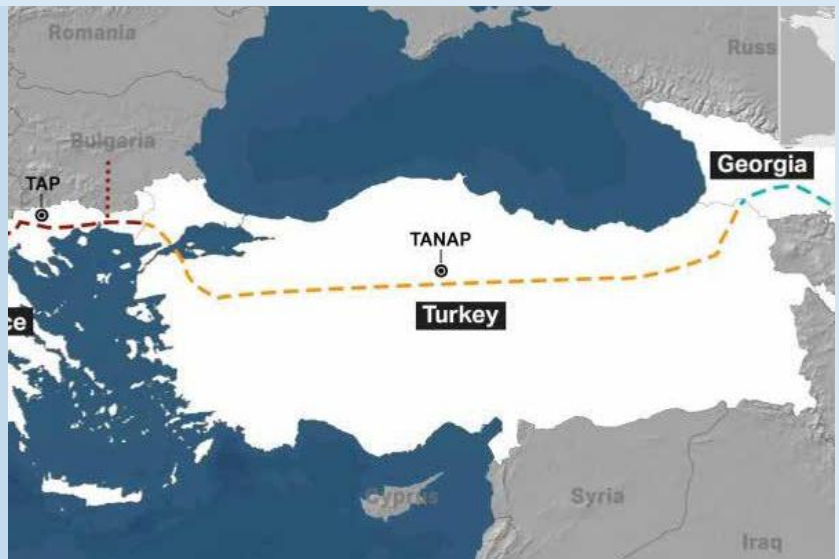 Romania
Russ
Bulgaria
Georgia
TAP
TANAP
ce
Turkey
Cyprus
Syria
Iraq